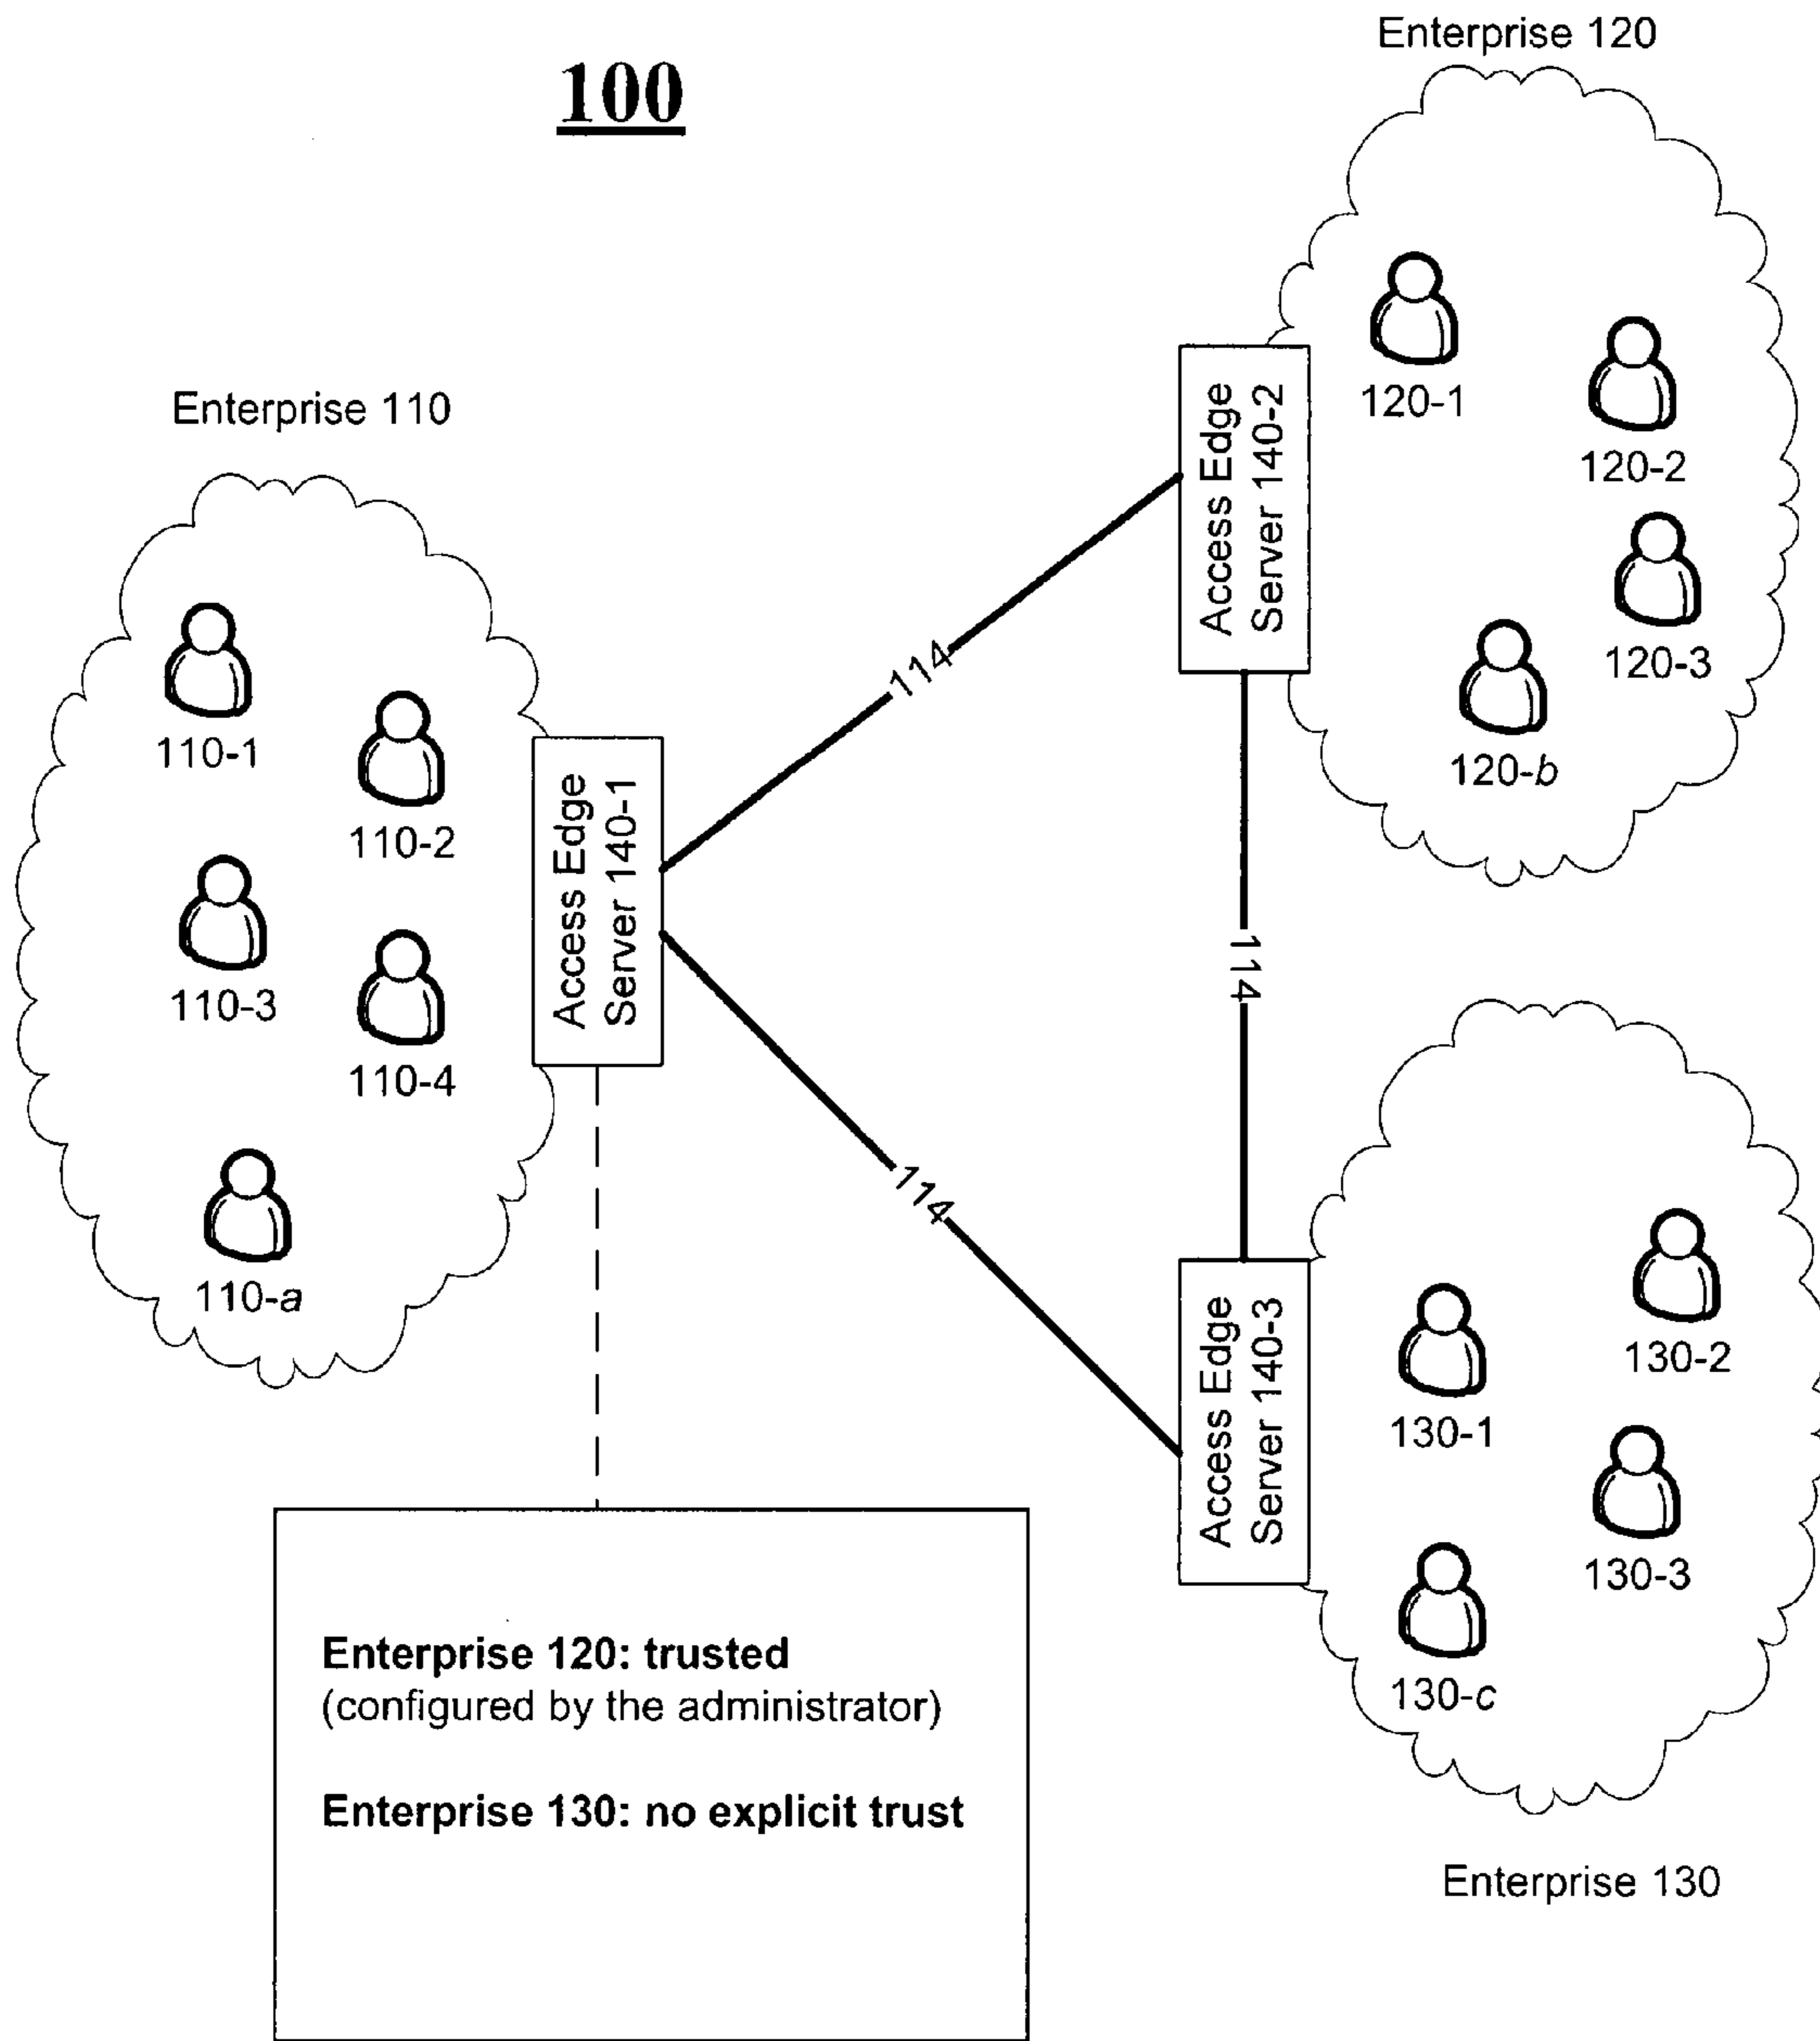 100
Enterprise 120
120-1
120-2
120-3
120-b
Access Edge
Server 140-2
Enterprise 110
110-1
110-2
110-3
110-4
110-a
Access Edge
Server 140-1
114
114
114
Access Edge
Server 140-3
130-1
130-2
130-3
130-c
Enterprise 130
Enterprise 120: trusted
(configured by the administrator)
Enterprise 130: no explicit trust